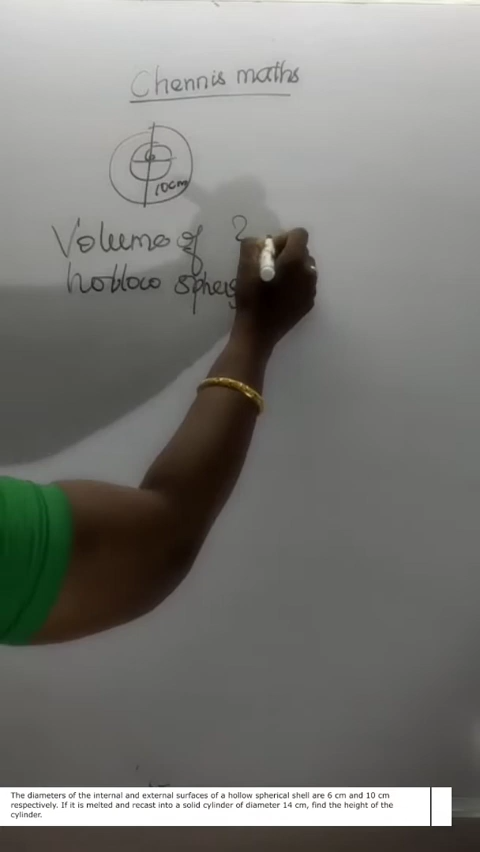 Chennis maths
6
10cm
Volume of 2
hollow sphere
The diameters of the internal and external surfaces of a hollow spherical shell are 6 cm and 10 cm
respectively. If it is melted and recast into a solid cylinder of diameter 14 cm, find the height of the
cylinder.